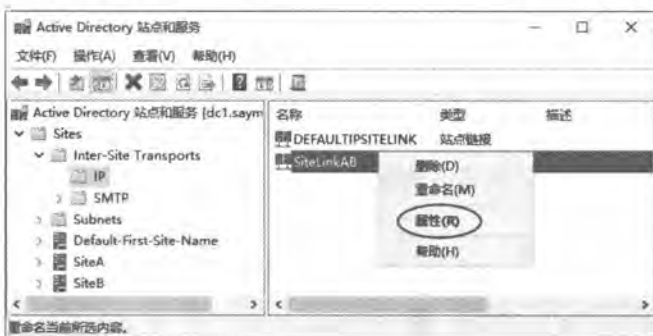 Active Directory 站点和服务
文件(F) 操作(A) 查看(V) 帮助(H)
Active Directory 站点和服务 [dc1.saym
Sites
Inter-Site Transports
IP
SMTP
Subnets
Default-First-Site-Name
SiteA
SiteB
名称 类型 描述
DEFAULTIPSITELINK 站点链接
SiteLinkAB
删除(D)
重命名(M)
属性(R)
帮助(H)
重命名当前所选内容。